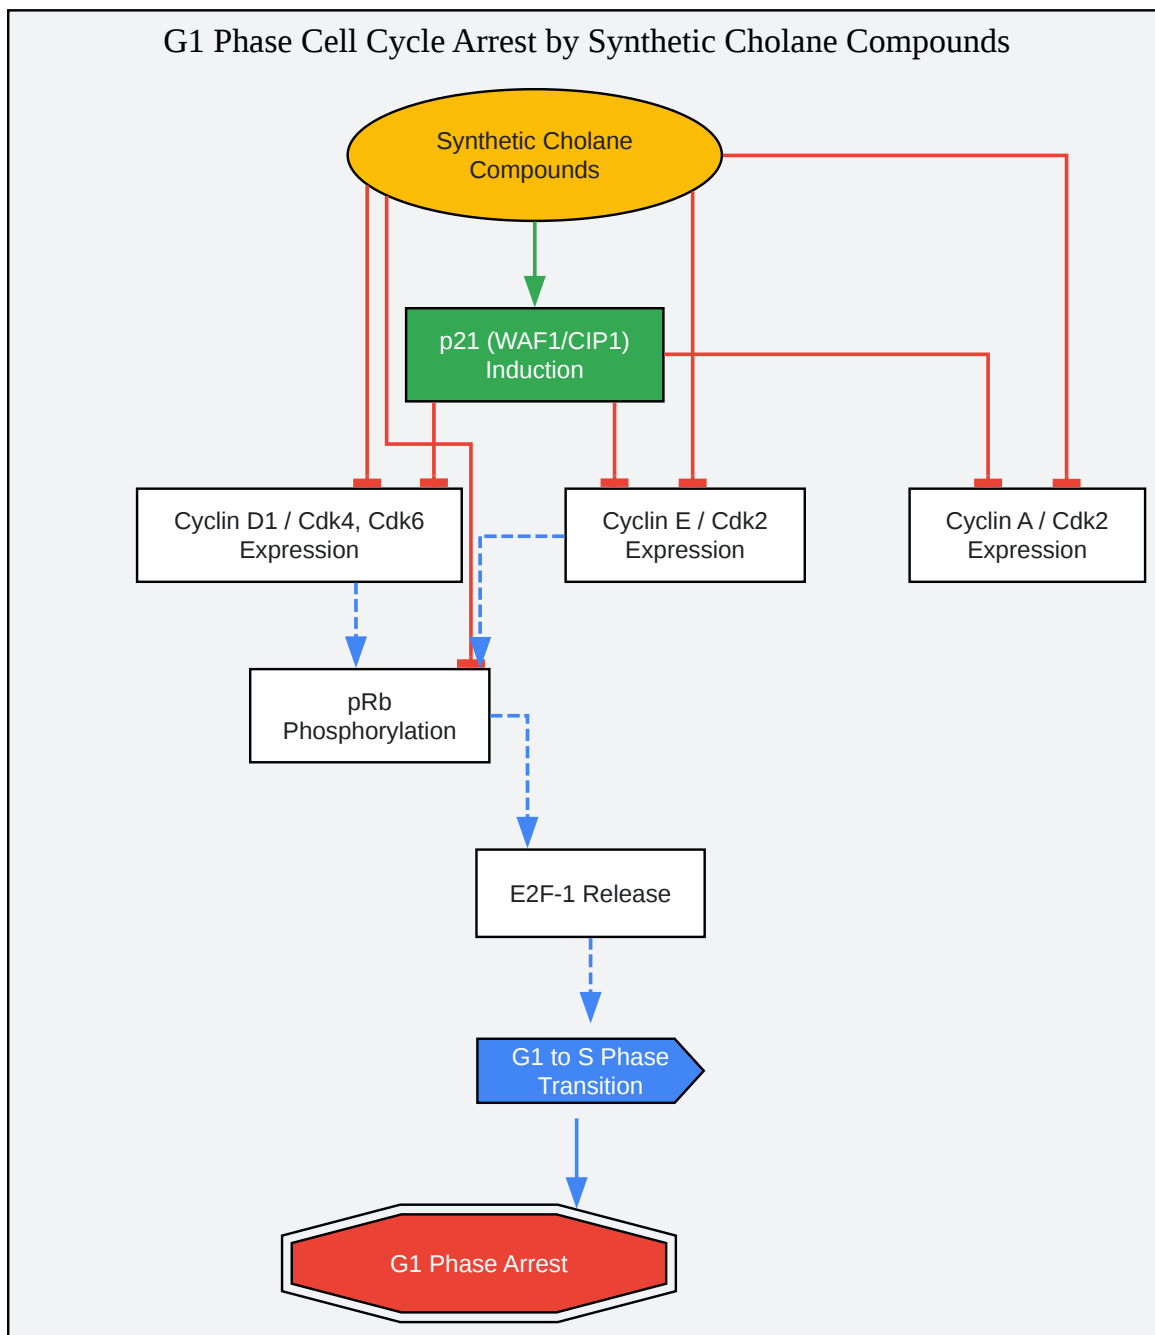 G1 Phase Cell Cycle Arrest by Synthetic Cholane Compounds
Synthetic Cholane
Compounds
p21 (WAF1/CIP1)
Induction
Cyclin D1 / Cdk4, Cdk6
Expression
Cyclin E / Cdk2
Expression
Cyclin A / Cdk2
Expression
pRb
Phosphorylation
E2F-1 Release
G1 to S Phase
Transition
G1 Phase Arrest